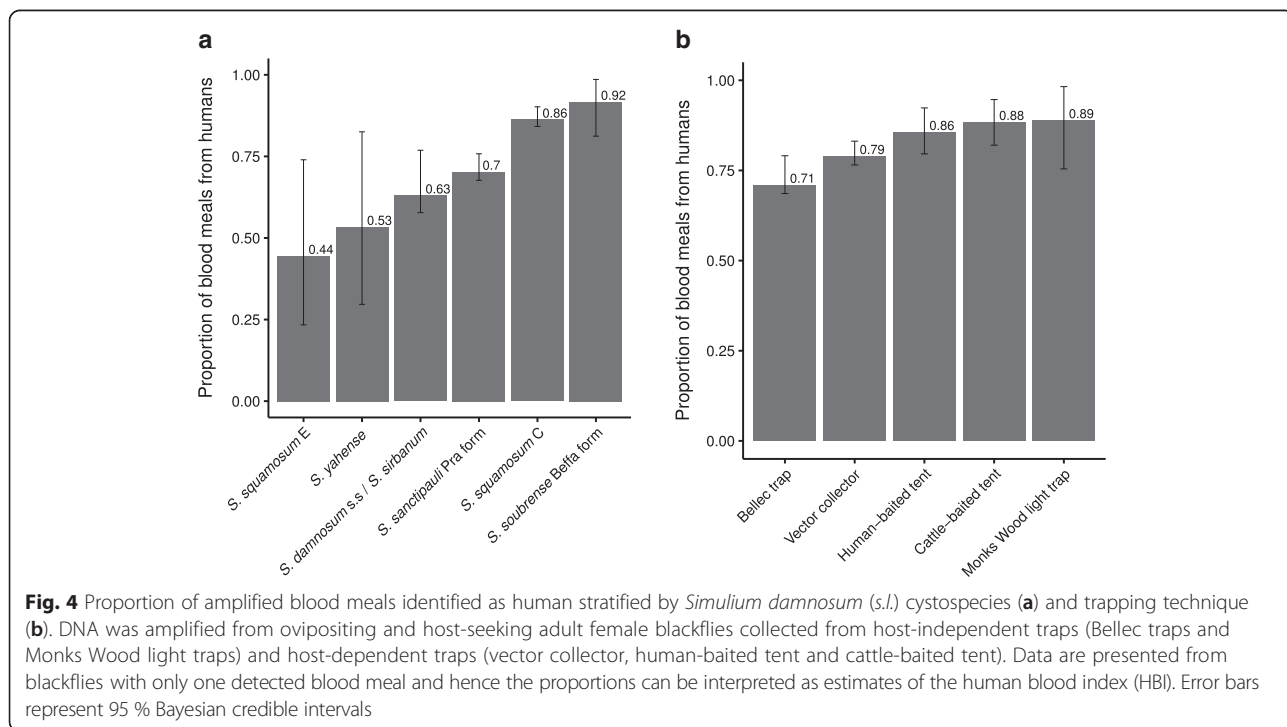 a
Proportion of blood meals from humans
1.00
0.75
0.50
0.25
0.00
0.44
0.53
0.63
0.7
0.86
0.92
S. squamosum E
S. yahense
S. damnosum s.s / S. sirbanum
S. sanctipauli Pra form
S. squamosum C
S. soubrense Beffa form
b
Proportion of blood meals from humans
1.00
0.75
0.50
0.25
0.00
0.71
0.79
0.86
0.88
0.89
Bellec trap
Vector collector
Human–baited tent
Cattle–baited tent
Monks Wood light trap
Fig. 4 Proportion of amplified blood meals identified as human stratified by Simulium damnosum (s.l.) cystospecies (a) and trapping technique
(b). DNA was amplified from ovipositing and host-seeking adult female blackflies collected from host-independent traps (Bellec traps and
Monks Wood light traps) and host-dependent traps (vector collector, human-baited tent and cattle-baited tent). Data are presented from
blackflies with only one detected blood meal and hence the proportions can be interpreted as estimates of the human blood index (HBI). Error bars
represent 95 % Bayesian credible intervals